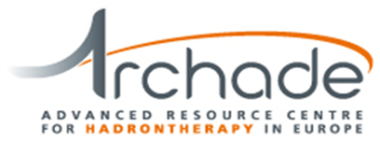 Archade
ADVANCED RESOURCE CENTRE
FOR HADRONTHERAPY IN EUROPE